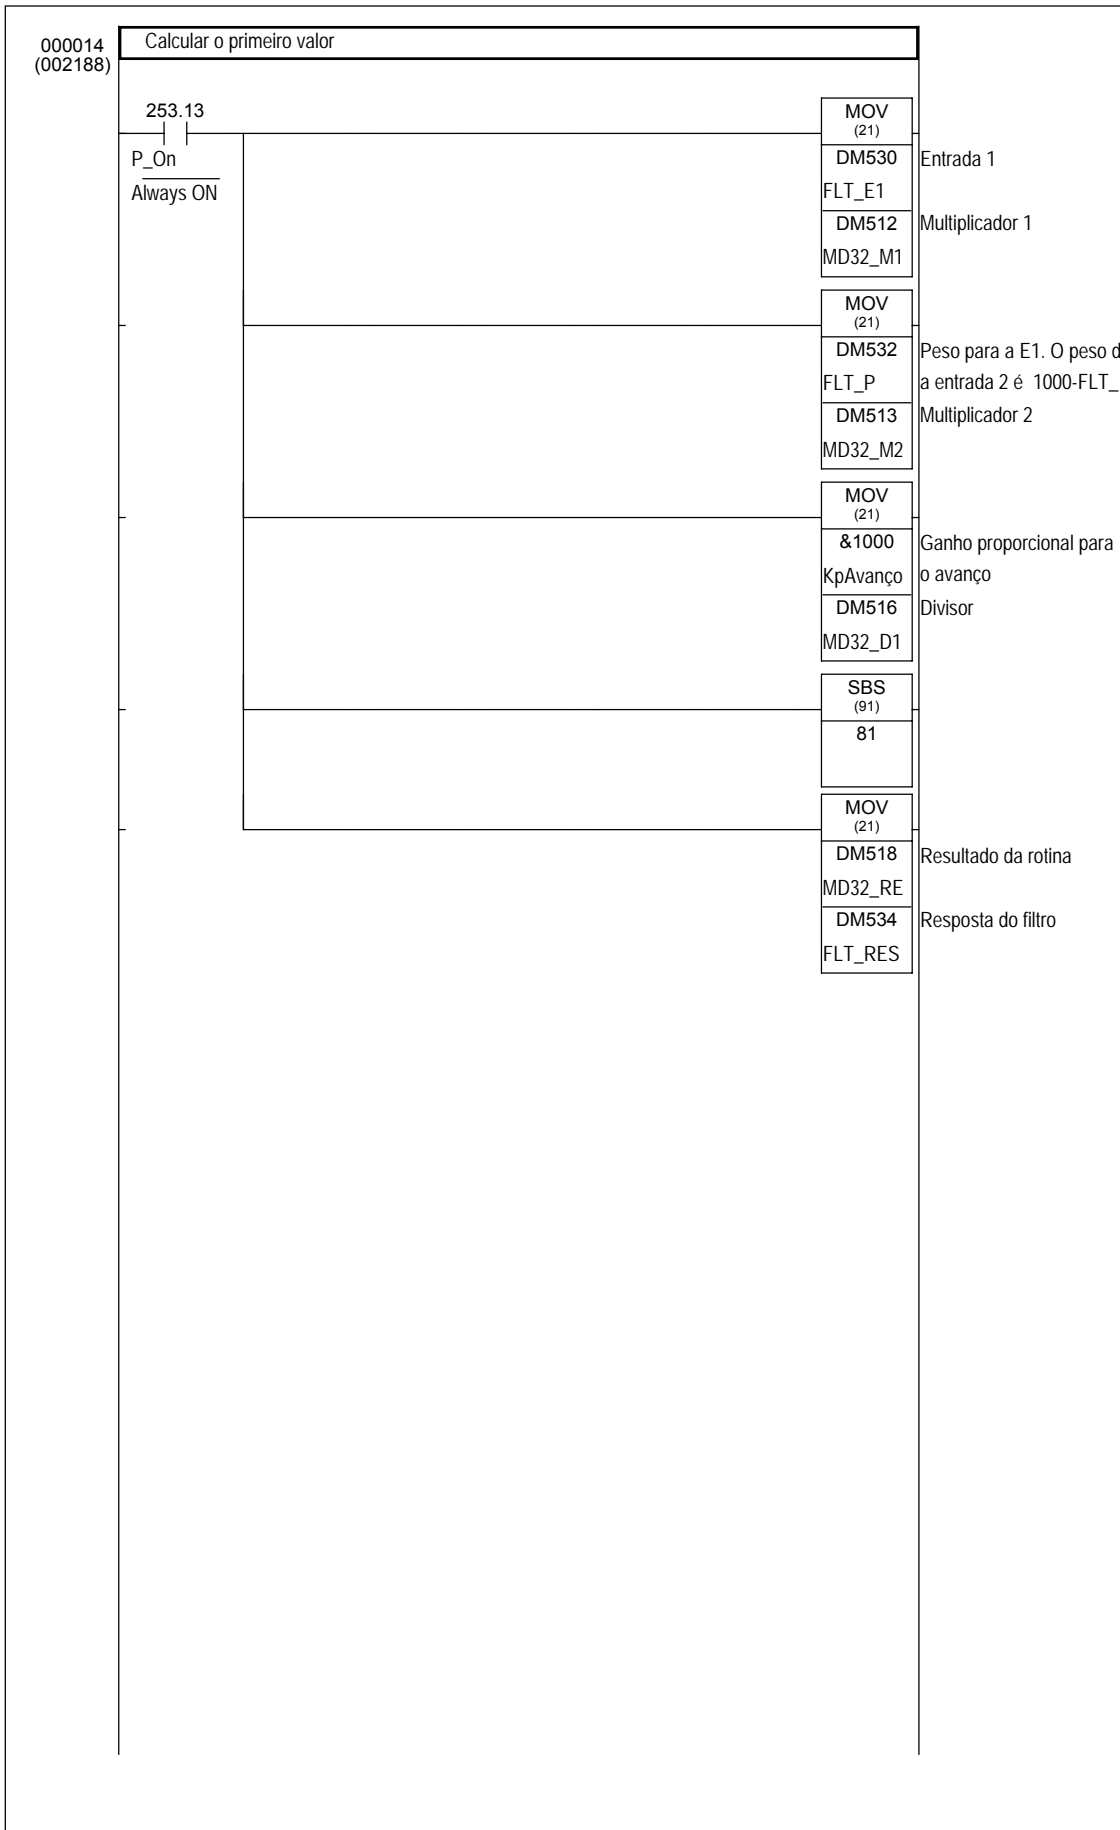 000014
(002188)
Calcular o primeiro valor
253.13
P_On
Always ON
MOV
(21)
DM530
Entrada 1
FLT_E1
DM512
Multiplicador 1
MD32_M1
MOV
(21)
DM532
Peso para a E1. O peso d
FLT_P
a entrada 2 é 1000-FLT_
DM513
Multiplicador 2
MD32_M2
MOV
(21)
&1000
Ganho proporcional para
KpAvanço
o avanço
DM516
Divisor
MD32_D1
SBS
(91)
81
MOV
(21)
DM518
Resultado da rotina
MD32_RE
DM534
Resposta do filtro
FLT_RES